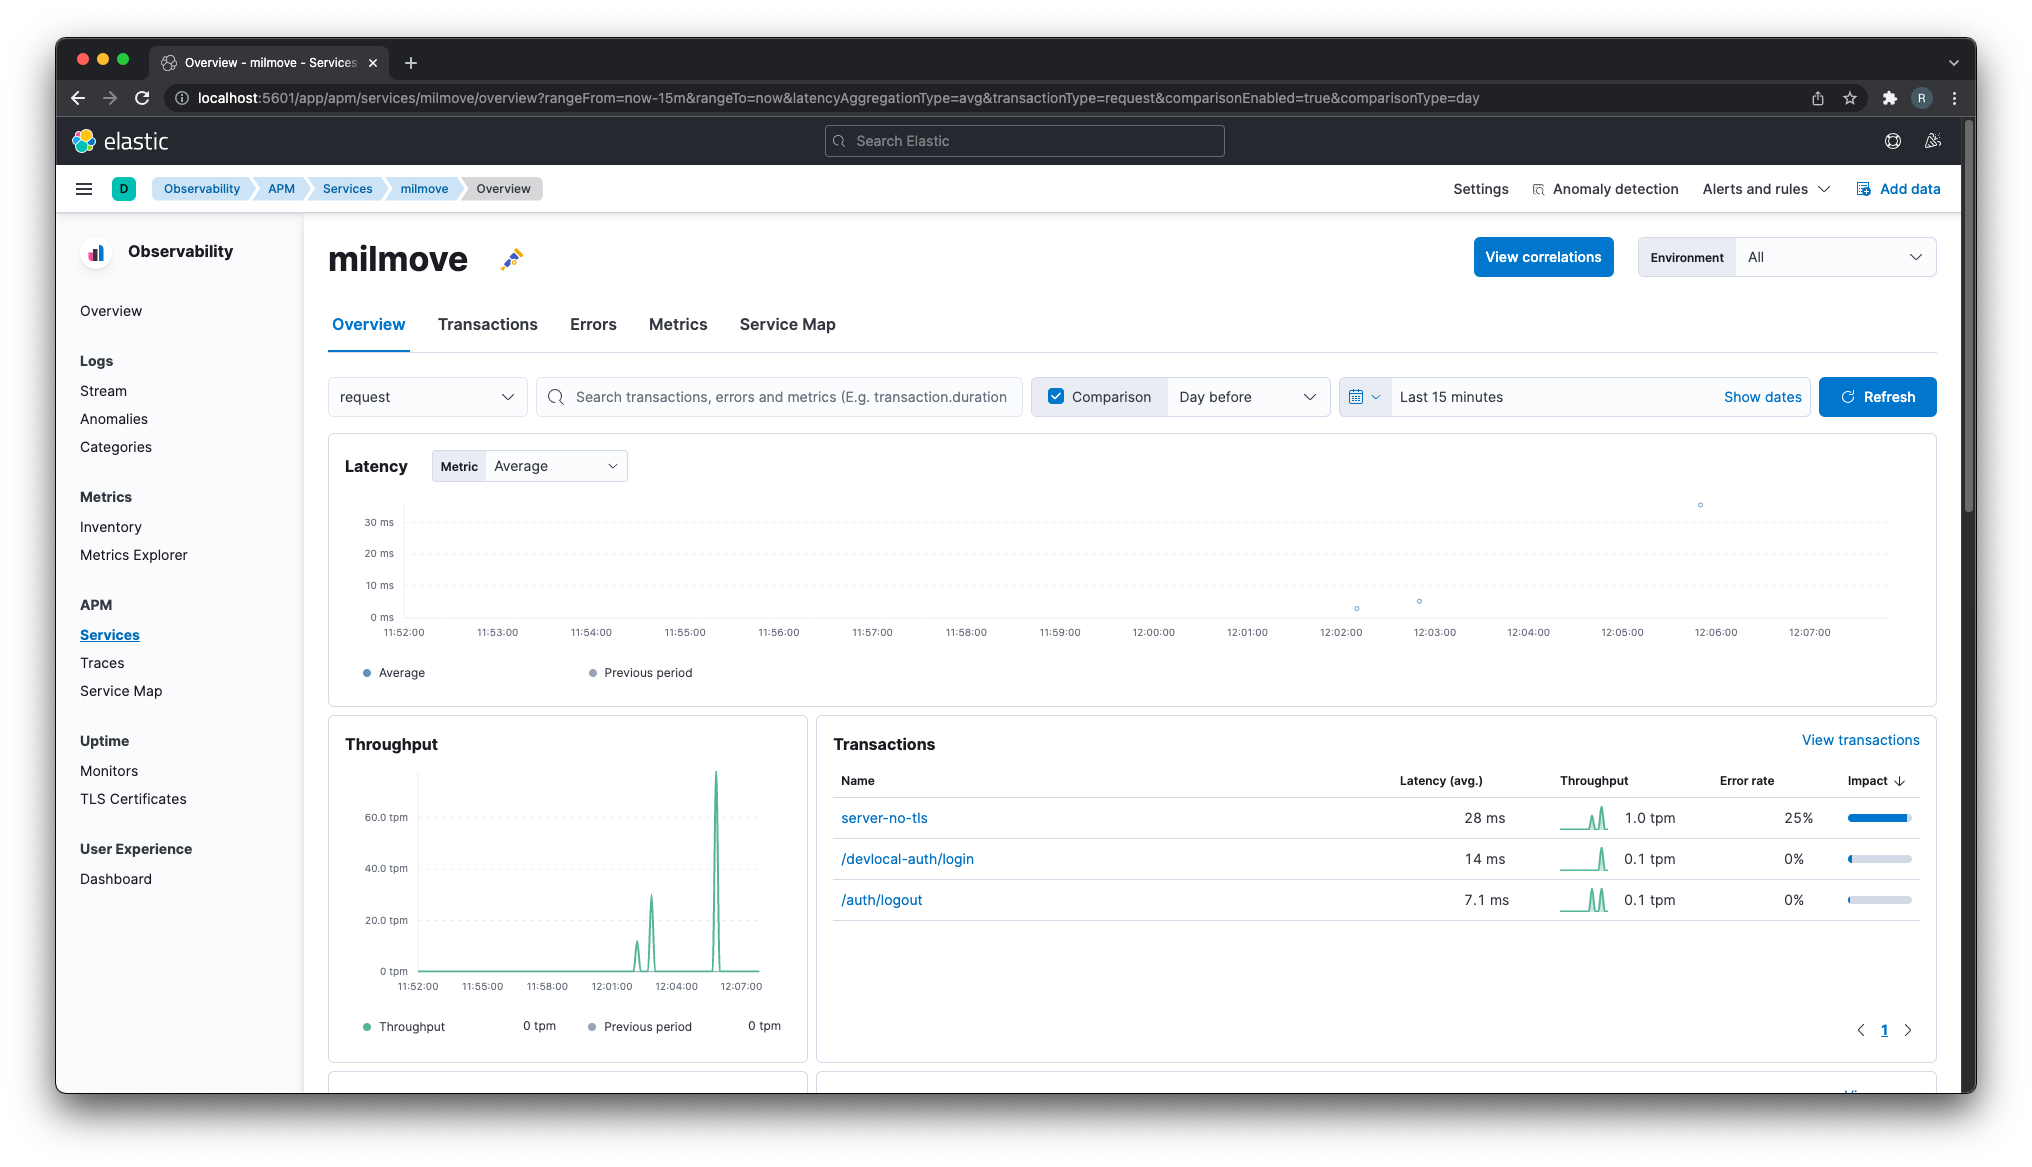 Overview - milmove - Services
localhost:5601/app/apm/services/milmove/overview?rangeFrom=now-15m&rangeTo=now&latencyAggregationType=avg&transactionType=request&comparisonEnabled=true&comparisonType=day
R
elastic
Search Elastic
D
Observability APM Services milmove Overview
Settings Anomaly detection Alerts and rules Add data
Observability
Overview
Logs
Stream
Anomalies
Categories
Metrics
Inventory
Metrics Explorer
APM
Services
Traces
Service Map
Uptime
Monitors
TLS Certificates
User Experience
Dashboard
milmove
View correlations
Environment All
Overview Transactions Errors Metrics Service Map
request
Search transactions, errors and metrics (E.g. transaction.duration
Comparison Day before
Last 15 minutes Show dates
Refresh
Latency Metric Average
30 ms
20 ms
10 ms
0 ms
11:52:00 11:53:00 11:54:00 11:55:00 11:56:00 11:57:00 11:58:00 11:59:00 12:00:00 12:01:00 12:02:00 12:03:00 12:04:00 12:05:00 12:06:00 12:07:00
Average Previous period
Throughput
60.0 tpm
40.0 tpm
20.0 tpm
0 tpm
11:52:00 11:55:00 11:58:00 12:01:00 12:04:00 12:07:00
Throughput 0 tpm Previous period 0 tpm
Transactions View transactions
Name Latency (avg.) Throughput Error rate Impact
server-no-tls 28 ms 1.0 tpm 25%
/devlocal-auth/login 14 ms 0.1 tpm 0%
/auth/logout 7.1 ms 0.1 tpm 0%
1